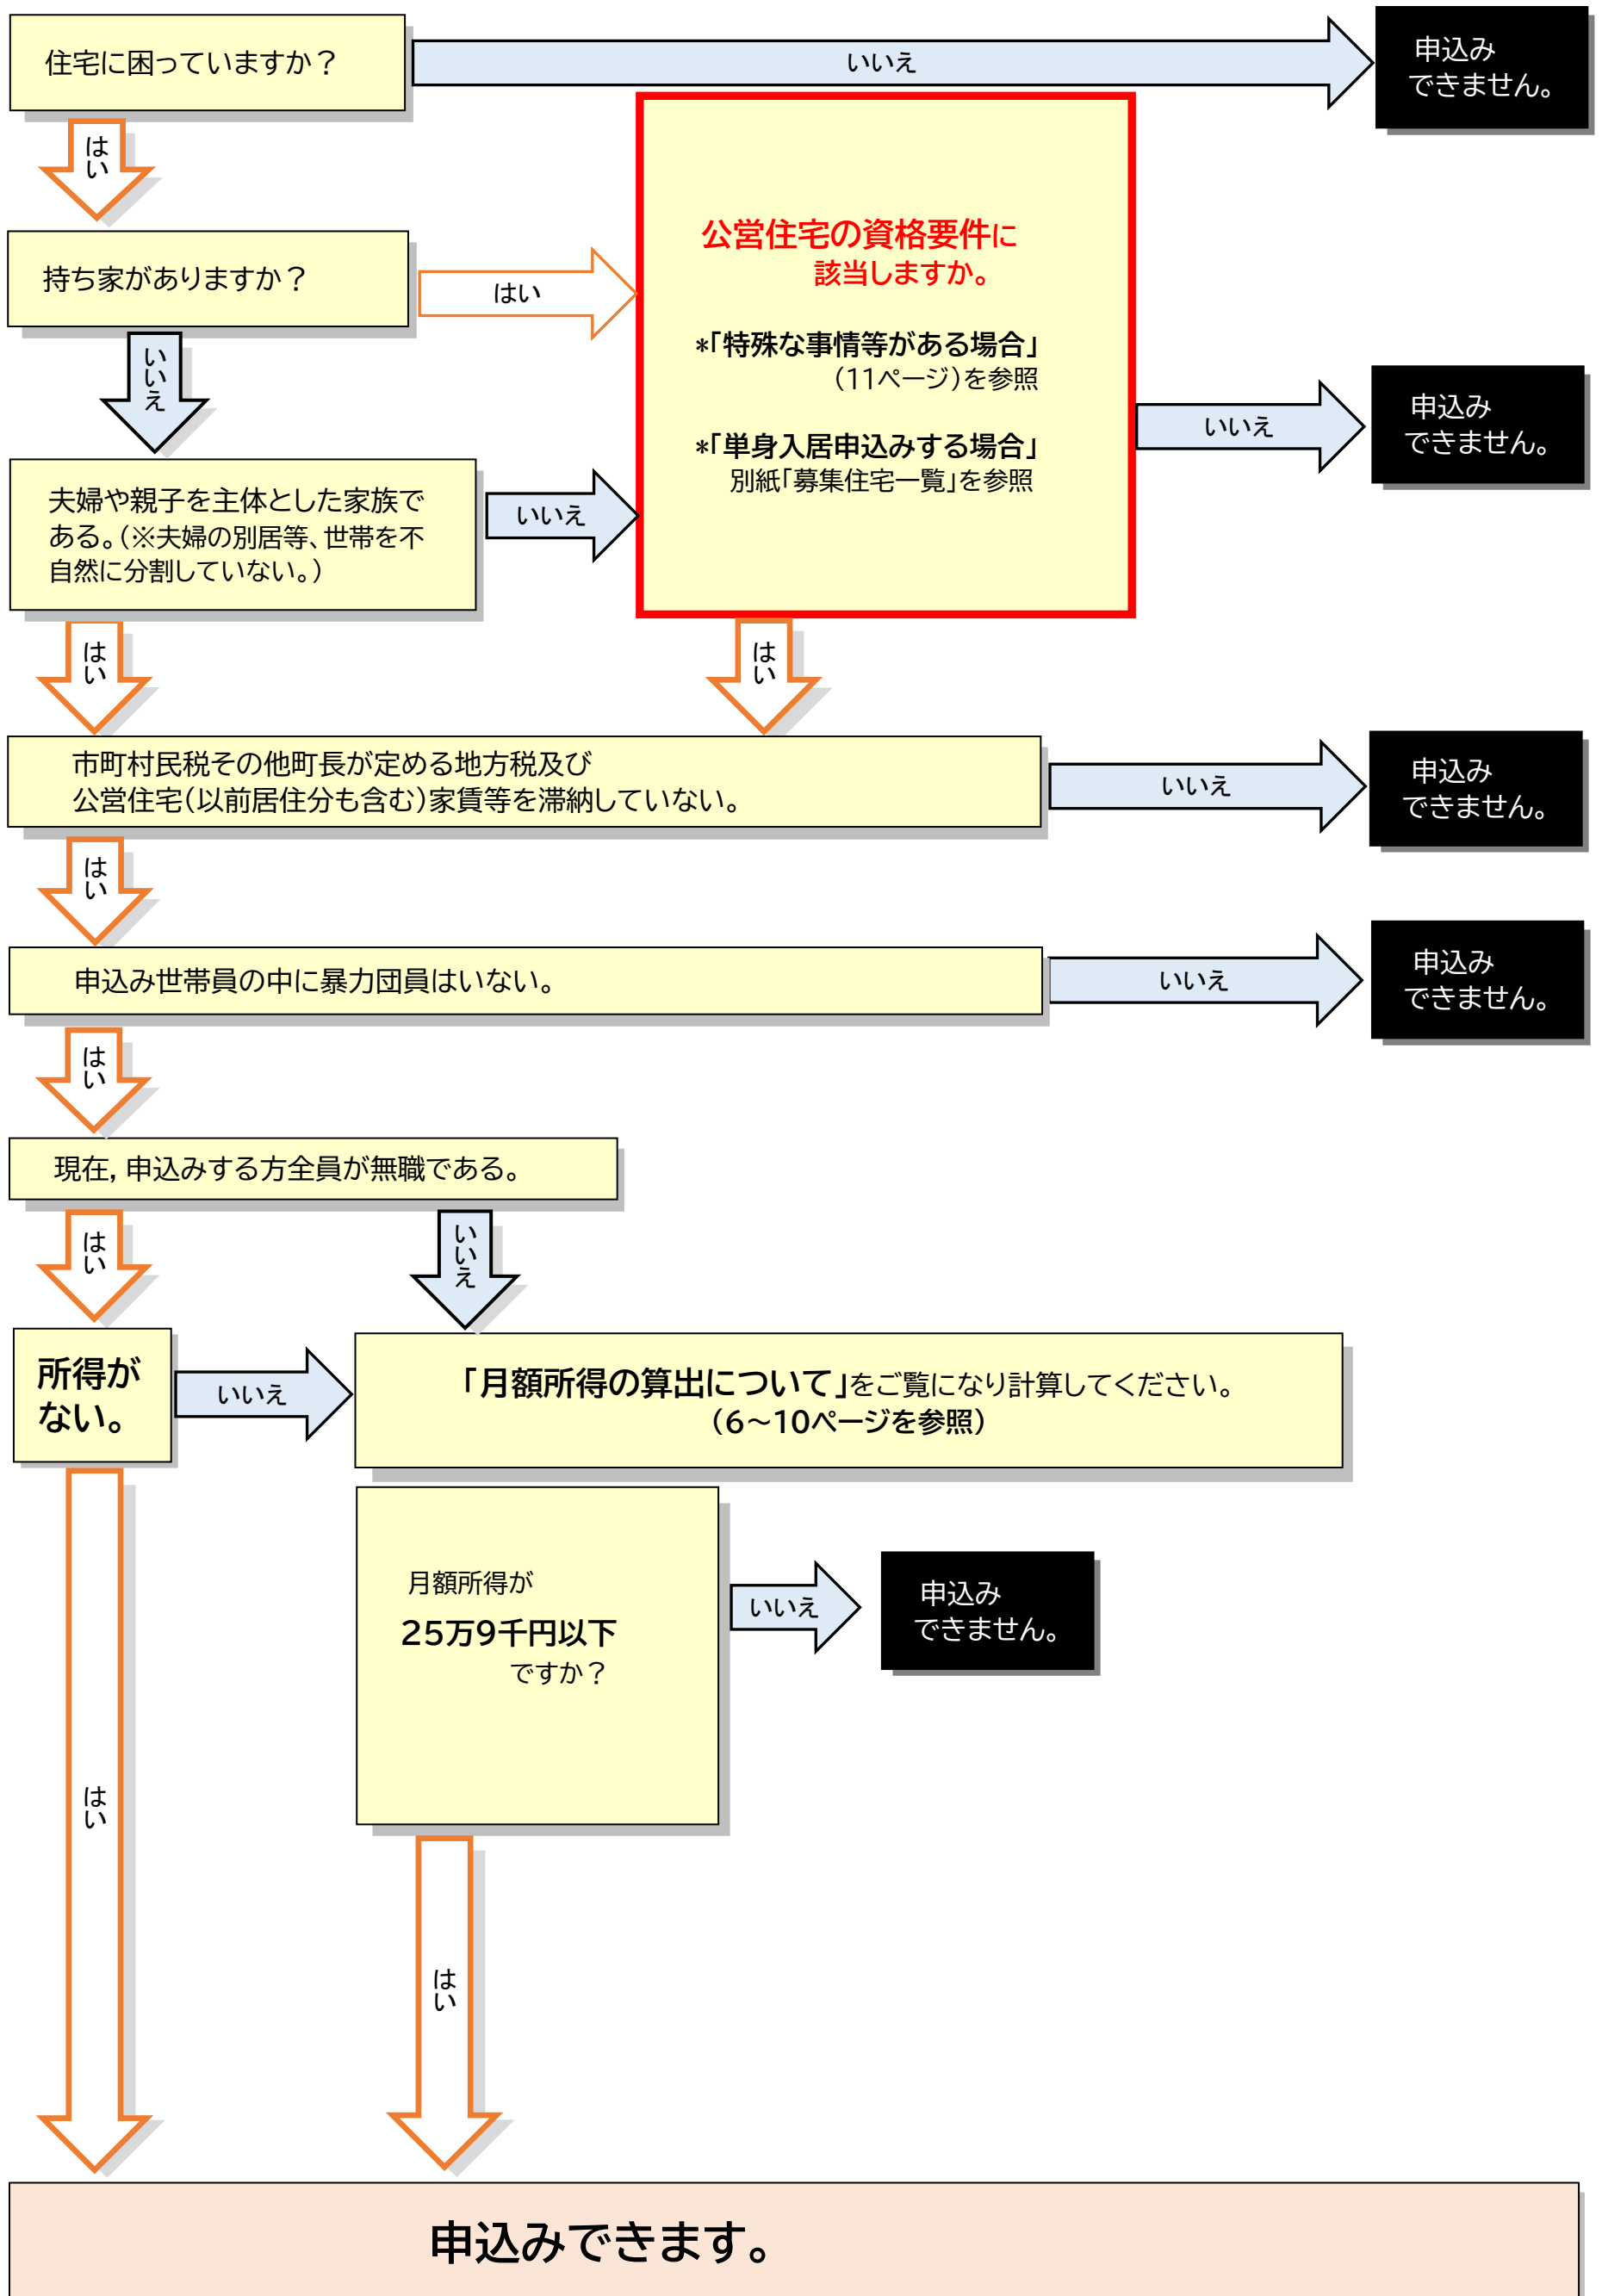 住宅に困っていますか？
いいえ
申込み
できません。
はい
持ち家がありますか？
はい
公営住宅の資格要件に
該当しますか。
*「特殊な事情等がある場合」
（11ページ）を参照
*「単身入居申込みする場合」
別紙「募集住宅一覧」を参照
いいえ
申込み
できません。
いいえ
夫婦や親子を主体とした家族で
ある。（※夫婦の別居等、世帯を不
自然に分割していない。）
いいえ
はい
はい
市町村民税その他町長が定める地方税及び
公営住宅（以前居住分も含む）家賃等を滞納していない。
いいえ
申込み
できません。
はい
申込み世帯員の中に暴力団員はいない。
いいえ
申込み
できません。
はい
現在，申込みする方全員が無職である。
はい
いいえ
所得が
ない。
いいえ
「月額所得の算出について」をご覧になり計算してください。
（6～10ページを参照）
月額所得が
25万9千円以下
ですか？
いいえ
申込み
できません。
はい
はい
申込みできます。